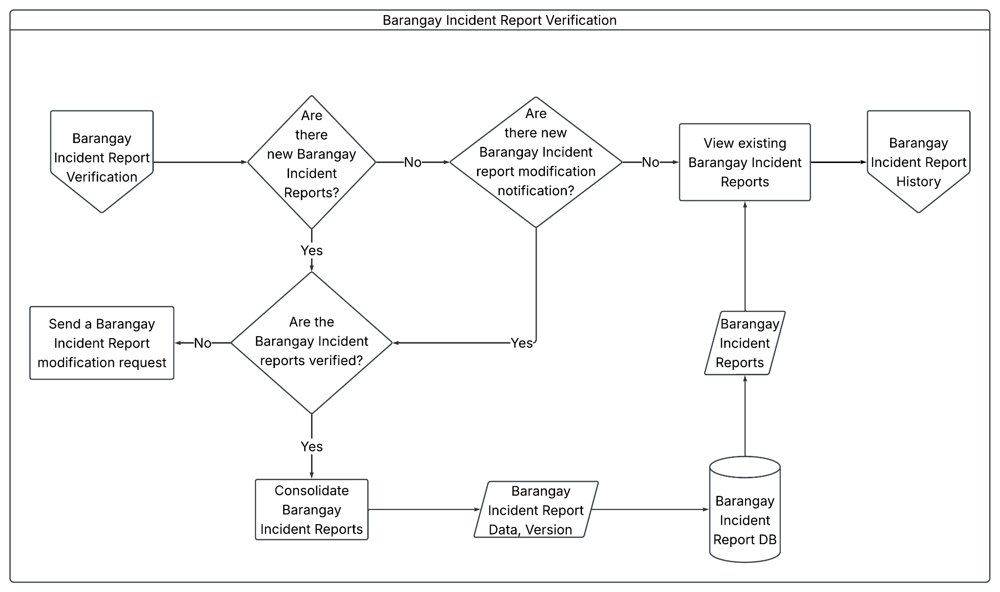 Barangay Incident Report Verification
Barangay
Incident Report
Verification
Are
there
new Barangay
Incident
Reports?
No
Are
there new
Barangay Incident
report modification
notification?
No
View existing
Barangay Incident
Reports
Barangay
Incident Report
History
Yes
Send a Barangay
Incident Report
modification request
No
Are the
Barangay Incident
reports verified?
Yes
Barangay
Incident
Reports
Yes
Consolidate
Barangay
Incident Reports
Barangay
Incident Report
Data, Version
Barangay
Incident
Report DB